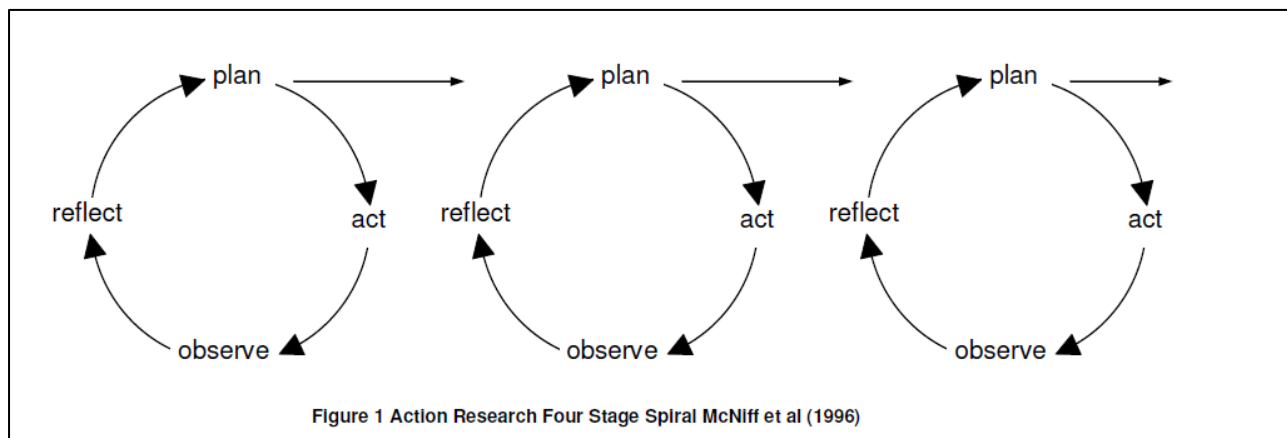 plan plan plan
reflect act reflect act reflect act
observe observe observe
Figure 1 Action Research Four Stage Spiral McNiff et al (1996)